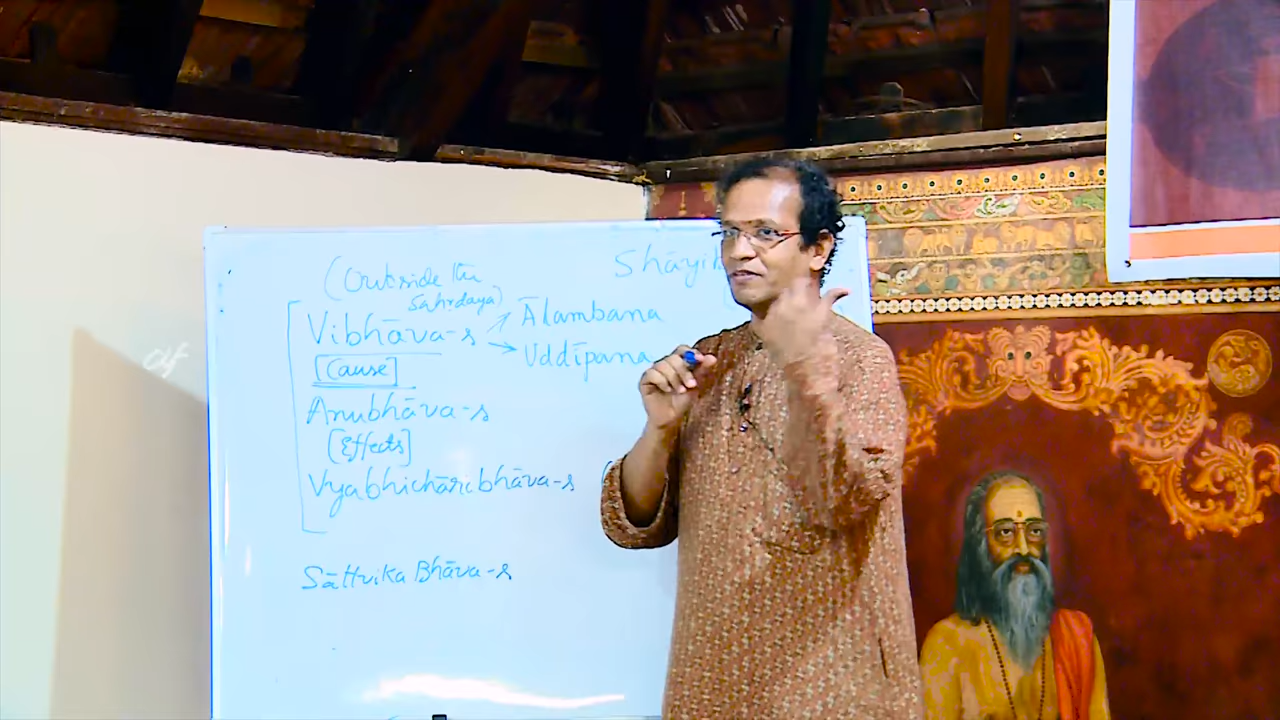 (Outside the
Sahrdaya)
Shāyi
Vibhāva-s
Ālambana
Uddīpana
[Cause]
Anubhāva-s
[Effects]
Vyabhichāribhāva-s
Sāttvika Bhāva-s